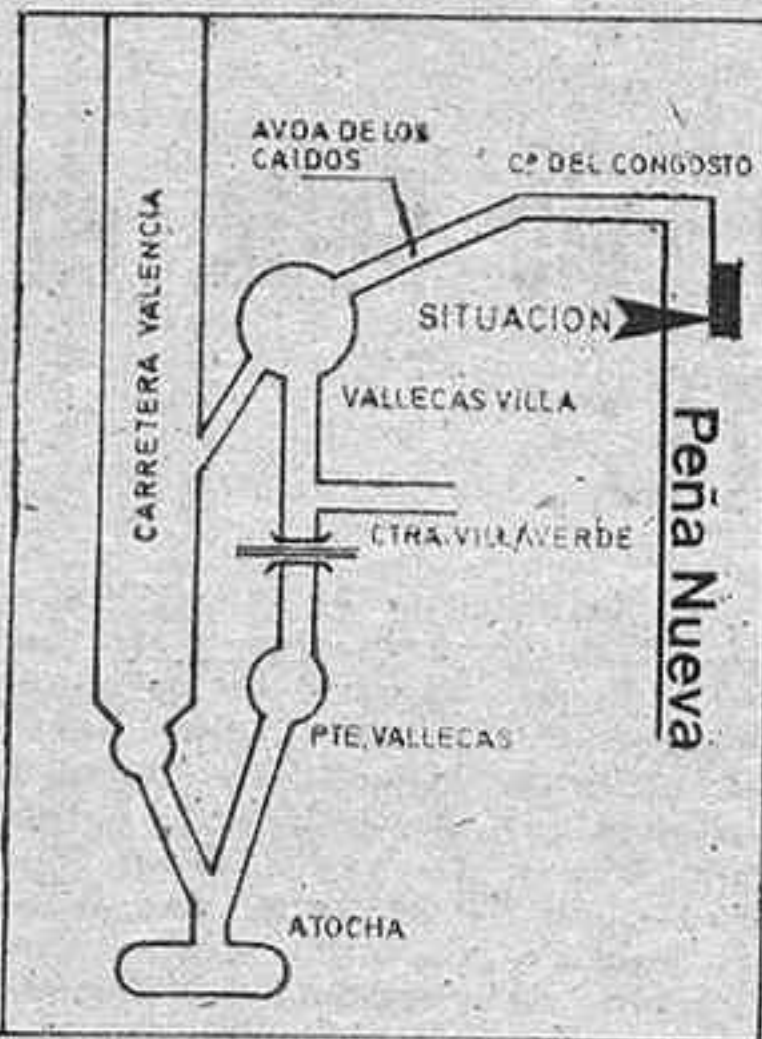 AVDA DE LOS
CAIDOS
Cº DEL CONGOSTO
CARRETERA VALENCIA
SITUACION
VALLECAS VILLA
Peña Nueva
CTRA. VILLAVERDE
PTE. VALLECAS
ATOCHA